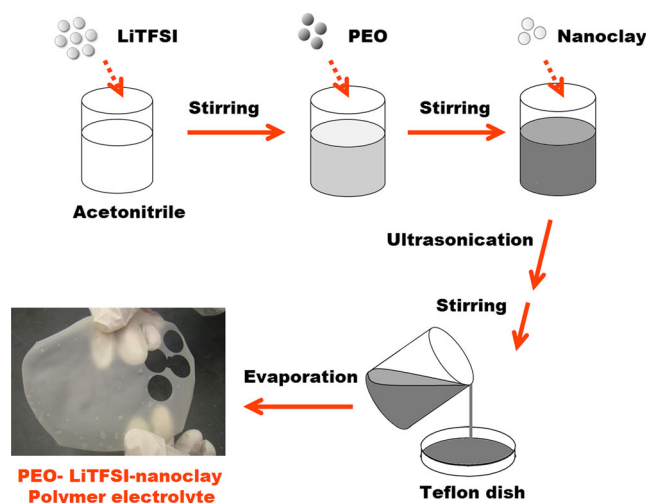 LiTFSI
PEO
Nanoclay
Stirring
Stirring
Acetonitrile
Ultrasonication
Stirring
Evaporation
PEO- LiTFSI-nanoclay
Polymer electrolyte
Teflon dish